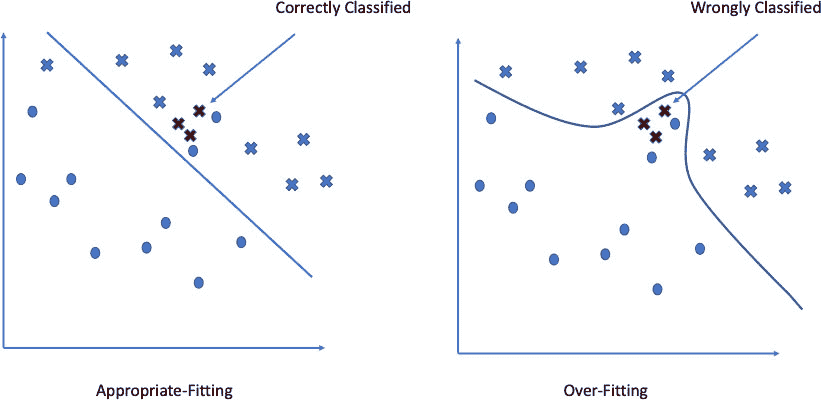 Correctly Classified
Wrongly Classified
Appropriate-Fitting
Over-Fitting